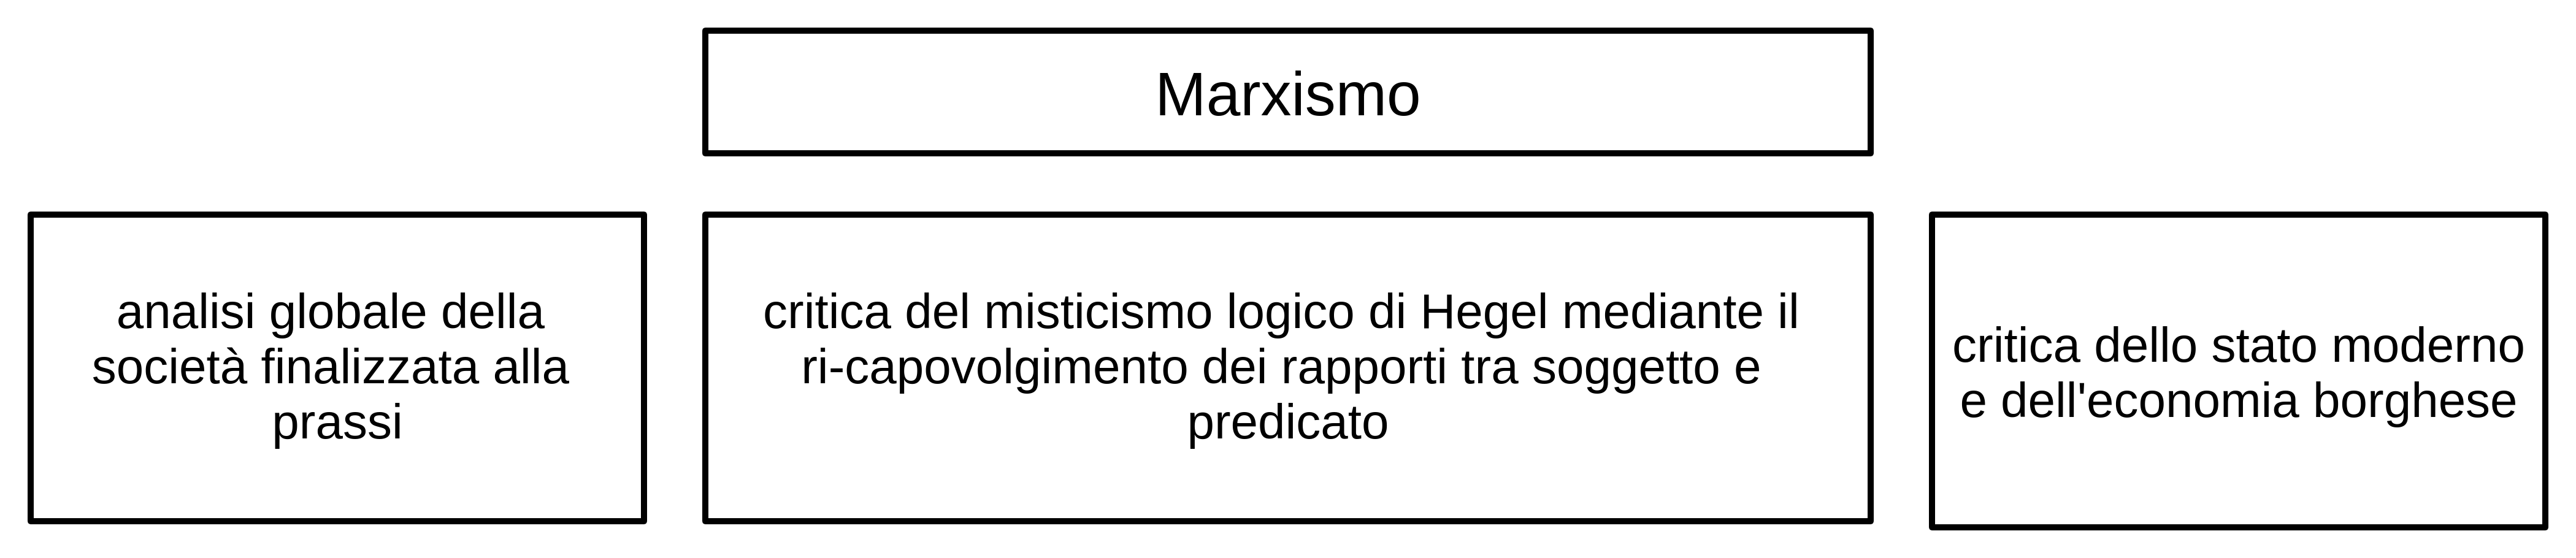 Marxismo
analisi globale della
società finalizzata alla
prassi
critica del misticismo logico di Hegel mediante il
ri-capovolgimento dei rapporti tra soggetto e
predicato
critica dello stato moderno
e dell'economia borghese